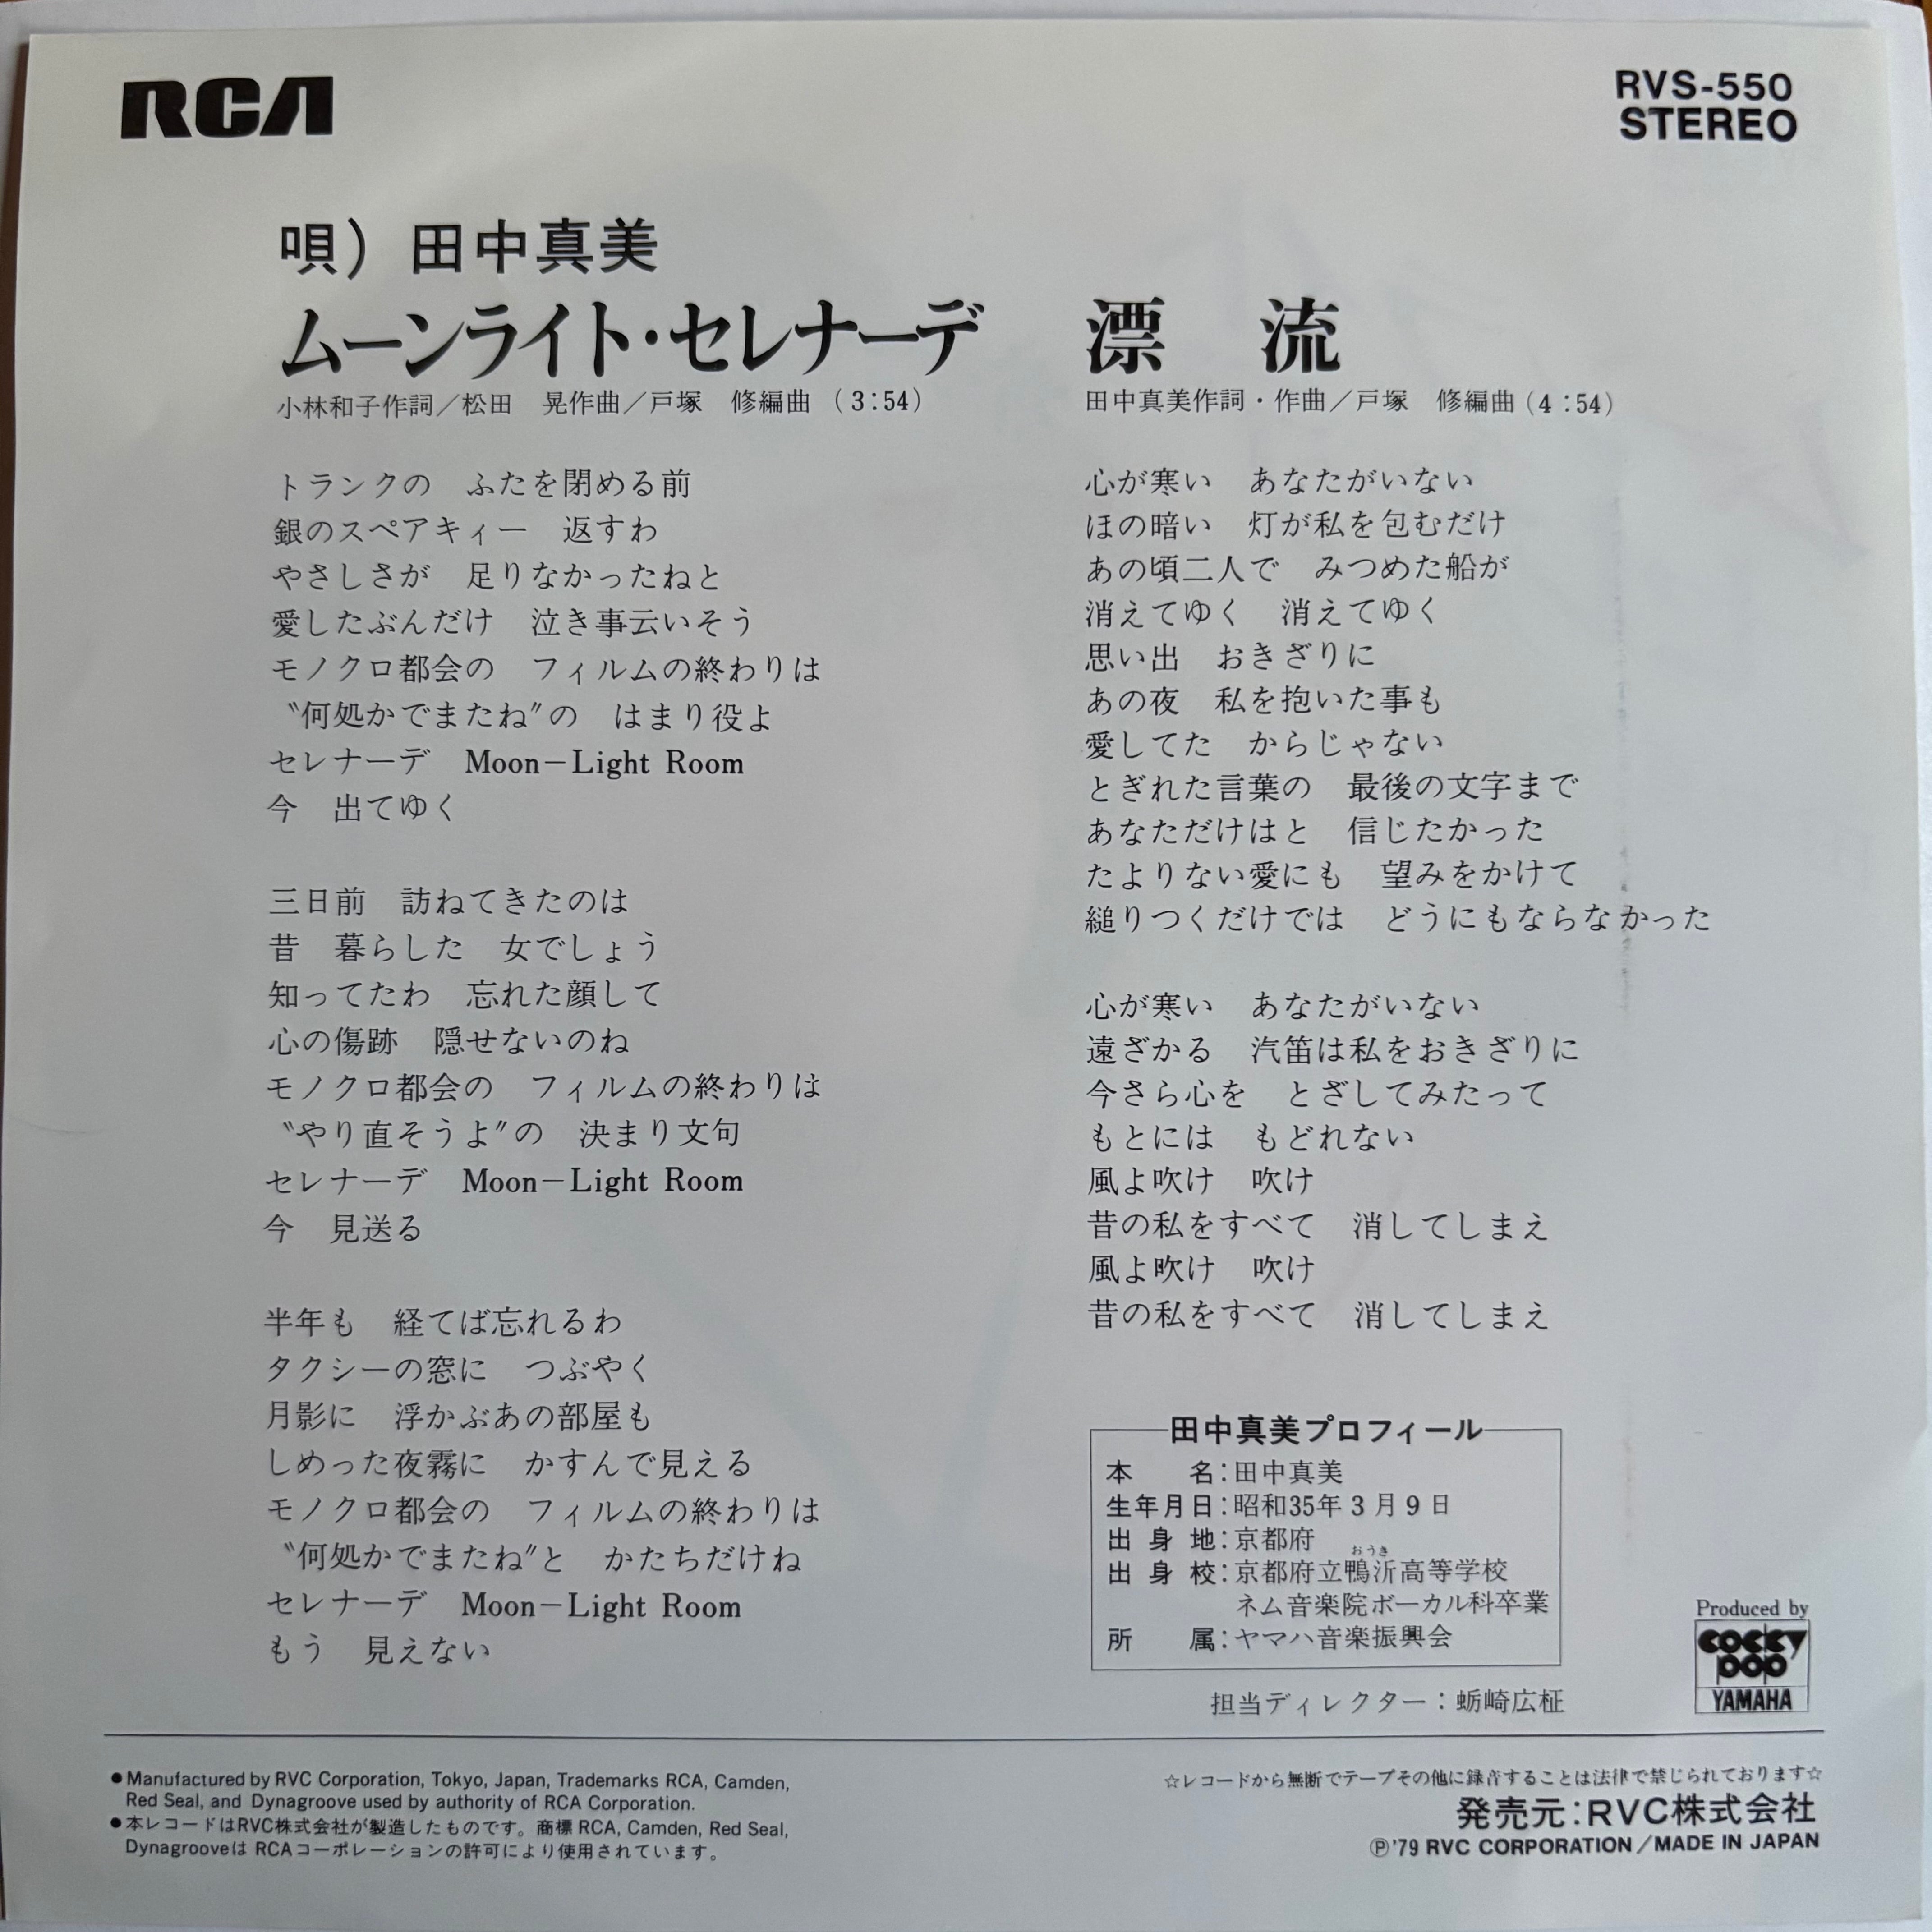 RCA
RVS-550
STEREO
唄）田中真美
ムーンライト・セレナーデ
小林和子作詞／松田　晃作曲／戸塚　修編曲（3:54）
トランクの　ふたを閉める前
銀のスペアキィー　返すわ
やさしさが　足りなかったねと
愛したぶんだけ　泣き事云いそう
モノクロ都会の　フィルムの終わりは
〝何処かでまたね〞の　はまり役よ
セレナーデ　Moon−Light Room
今　出てゆく
三日前　訪ねてきたのは
昔　暮らした　女でしょう
知ってたわ　忘れた顔して
心の傷跡　隠せないのね
モノクロ都会の　フィルムの終わりは
〝やり直そうよ〞の　決まり文句
セレナーデ　Moon−Light Room
今　見送る
半年も　経てば忘れるわ
タクシーの窓に　つぶやく
月影に　浮かぶあの部屋も
しめった夜霧に　かすんで見える
モノクロ都会の　フィルムの終わりは
〝何処かでまたね〞と　かたちだけね
セレナーデ　Moon−Light Room
もう　見えない
漂　流
田中真美作詞・作曲／戸塚　修編曲（4:54）
心が寒い　あなたがいない
ほの暗い　灯が私を包むだけ
あの頃二人で　みつめた船が
消えてゆく　消えてゆく
思い出　おきざりに
あの夜　私を抱いた事も
愛してた　からじゃない
とぎれた言葉の　最後の文字まで
あなただけはと　信じたかった
たよりない愛にも　望みをかけて
縋りつくだけでは　どうにもならなかった
心が寒い　あなたがいない
遠ざかる　汽笛は私をおきざりに
今さら心を　とざしてみたって
もとには　もどれない
風よ吹け　吹け
昔の私をすべて　消してしまえ
風よ吹け　吹け
昔の私をすべて　消してしまえ
田中真美プロフィール
本　　名：田中真美
生年月日：昭和35年3月9日
出 身 地：京都府
おうき
出 身 校：京都府立鴨沂高等学校
ネム音楽院ボーカル科卒業
所　　属：ヤマハ音楽振興会
担当ディレクター：蛎崎広柾
Produced by
COCKY
POP
YAMAHA
●Manufactured by RVC Corporation, Tokyo, Japan, Trademarks RCA, Camden,
Red Seal, and Dynagroove used by authority of RCA Corporation.
●本レコードはRVC株式会社が製造したものです。商標 RCA, Camden, Red Seal,
Dynagrooveは RCAコーポレーションの許可により使用されています。
☆レコードから無断でテープその他に録音することは法律で禁じられております☆
発売元：RVC株式会社
Ⓟ'79 RVC CORPORATION／MADE IN JAPAN